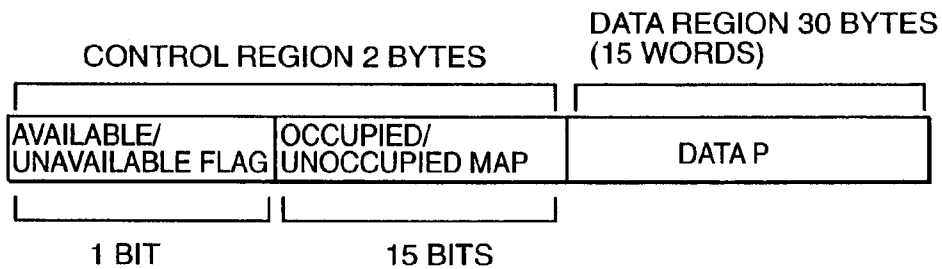 CONTROL REGION 2 BYTES
DATA REGION 30 BYTES
(15 WORDS)
AVAILABLE/
UNAVAILABLE FLAG
OCCUPIED/
UNOCCUPIED MAP
DATA P
1 BIT
15 BITS